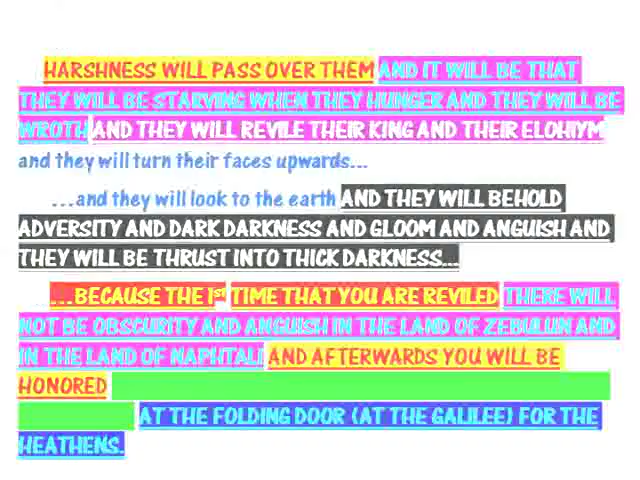 HARSHNESS WILL PASS OVER THEM AND IT WILL BE THAT
THEY WILL BE STARVING WHEN THEY HUNGER AND THEY WILL BE
WROTH AND THEY WILL REVILE THEIR KING AND THEIR ELOHIYM
and they will turn their faces upwards...
...and they will look to the earth AND THEY WILL BEHOLD
ADVERSITY AND DARK DARKNESS AND GLOOM AND ANGUISH AND
THEY WILL BE THRUST INTO THICK DARKNESS...
...BECAUSE THE 1st TIME THAT YOU ARE REVILED THERE WILL
NOT BE OBSCURITY AND ANGUISH IN THE LAND OF ZEBULUN AND
IN THE LAND OF NAPHTALI AND AFTERWARDS YOU WILL BE
HONORED
AT THE FOLDING DOOR (AT THE GALILEE) FOR THE
HEATHENS.